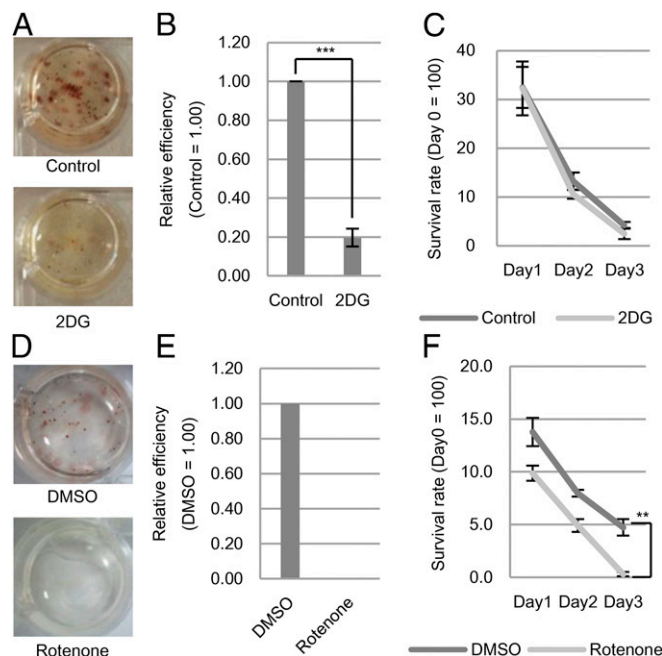 A
Control
2DG
B
Relative efficiency
(Control = 1.00)
1.20
1.00
0.80
0.60
0.40
0.20
0.00
***
Control 2DG
C
Survival rate (Day 0 = 100)
40
30
20
10
0
Day1 Day2 Day3
Control 2DG
D
DMSO
Rotenone
E
Relative efficiency
(DMSO = 1.00)
1.20
1.00
0.80
0.60
0.40
0.20
0.00
DMSO
Rotenone
F
Survival rate (Day0 = 100)
20.0
15.0
10.0
5.0
0.0
**
Day1 Day2 Day3
DMSO Rotenone